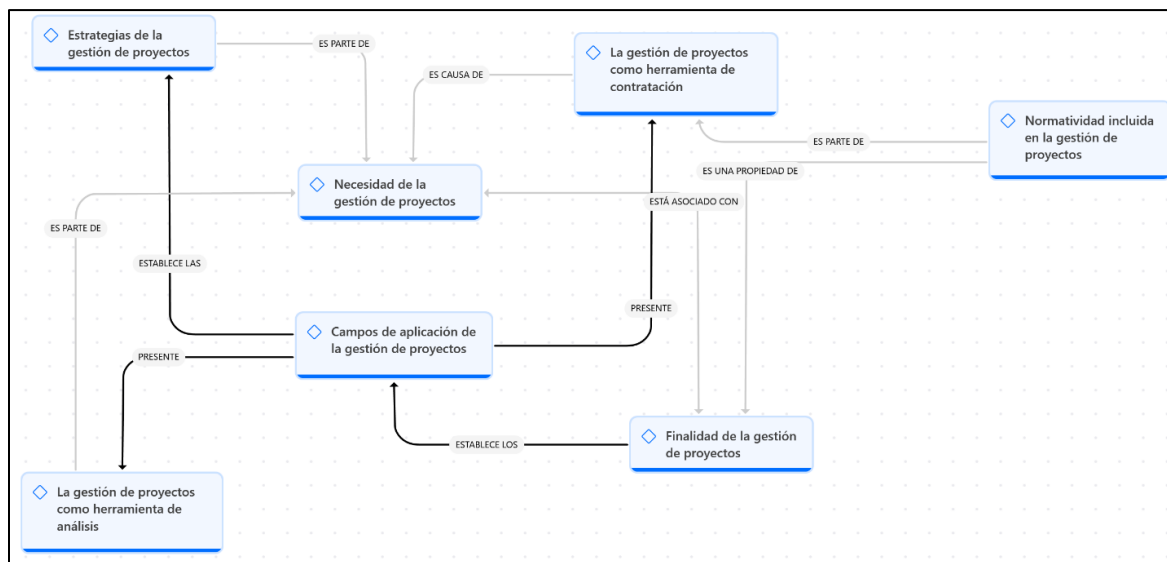 Estrategias de la
gestión de proyectos
ES PARTE DE
La gestión de proyectos
como herramienta de
contratación
ES CAUSA DE
Normatividad incluida
en la gestión de
proyectos
ES PARTE DE
ES UNA PROPIEDAD DE
Necesidad de la
gestión de proyectos
ESTÁ ASOCIADO CON
ES PARTE DE
ESTABLECE LAS
PRESENTE
Campos de aplicación de
la gestión de proyectos
PRESENTE
Finalidad de la gestión
de proyectos
ESTABLECE LOS
La gestión de proyectos
como herramienta de
análisis